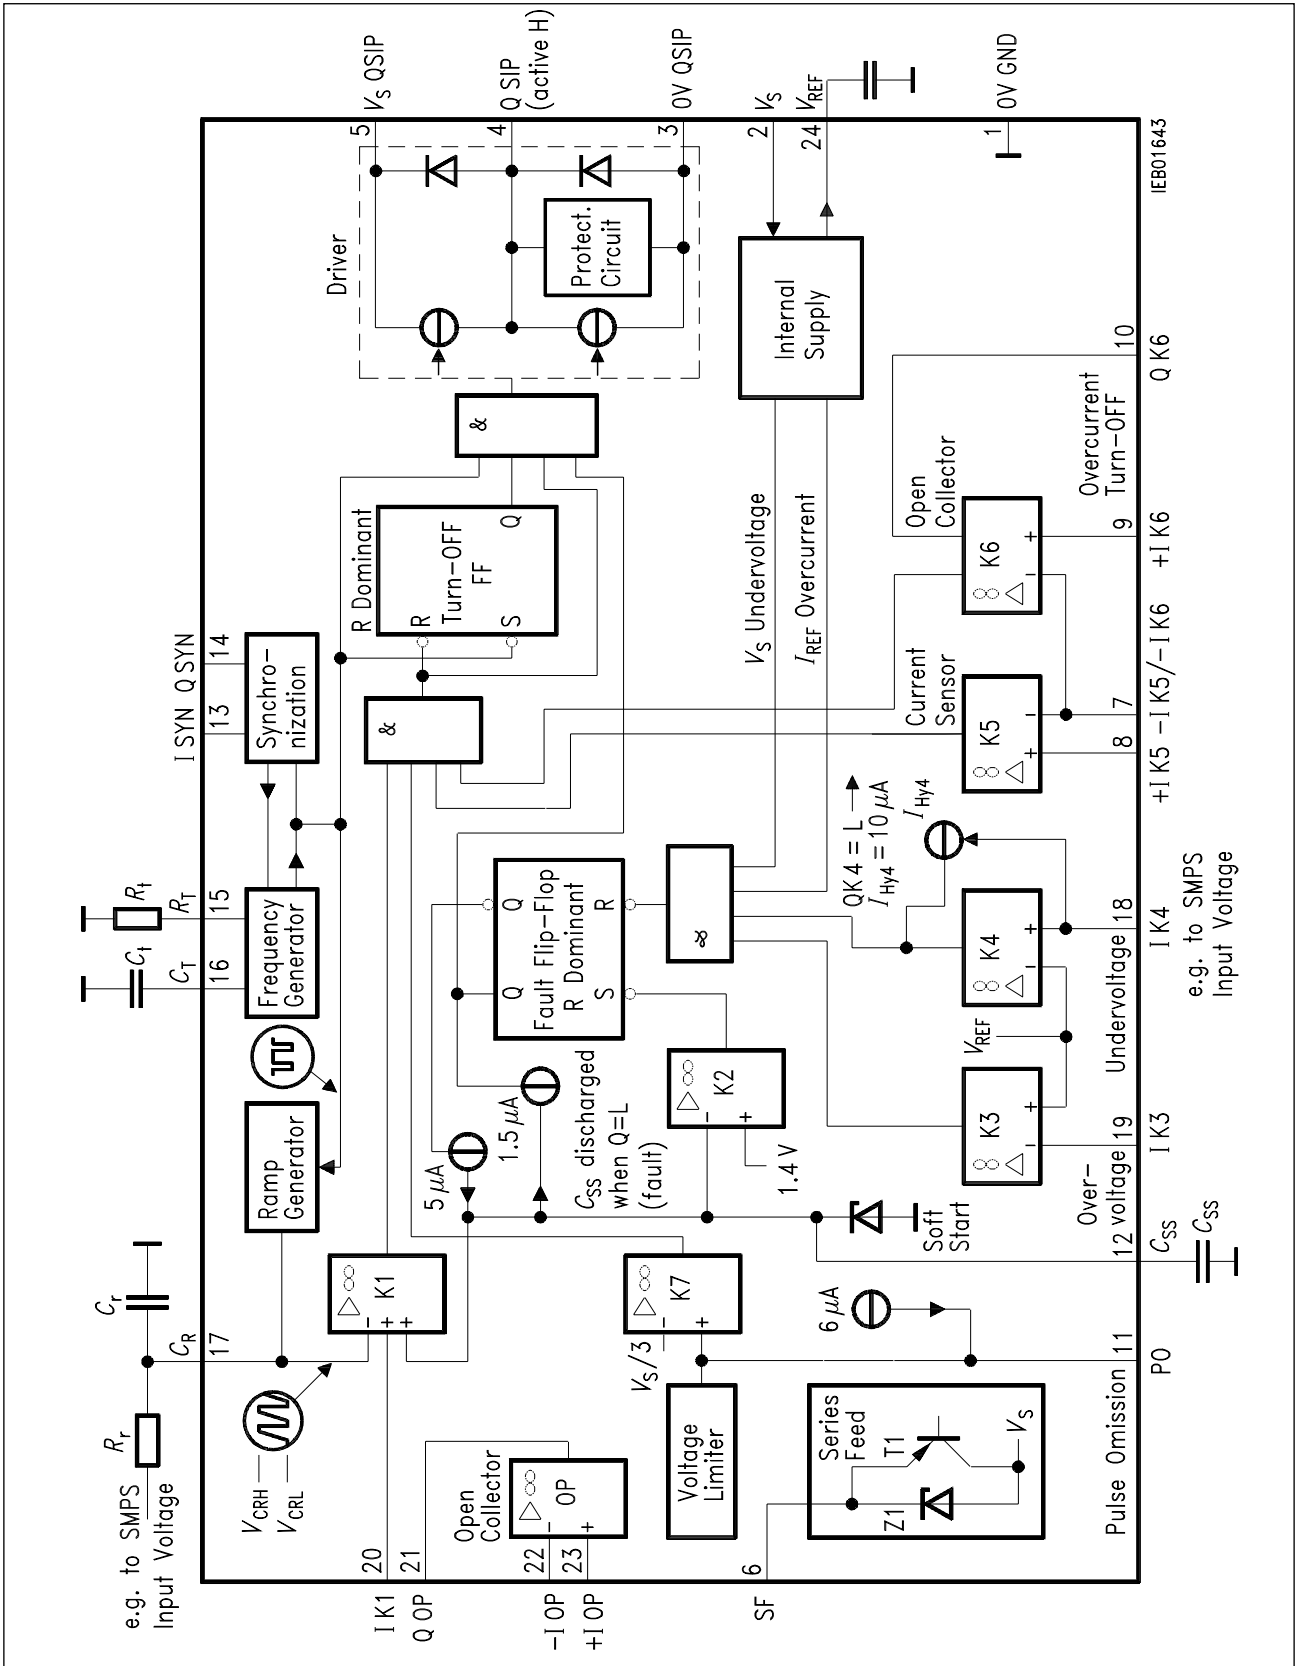 e.g. to SMPS
Input Voltage
Rr
Cr
CR
17
VCRH
VCRL
Ramp
Generator
Ct
CT
16
Rt
RT
15
Frequency
Generator
I SYN Q SYN
13
14
Synchro-
nization
R Dominant
R
Turn-OFF
FF
S
Q
&
&
Driver
Protect.
Circuit
5
VS QSIP
4
Q SIP
(active H)
3
0V QSIP
2
VS
24
VREF
1
0V GND
IEB01643
Internal
Supply
VS Undervoltage
IREF Overcurrent
I K1
20
Q OP
21
Open
Collector
▷∞
OP
−
+
−I OP
22
+I OP
23
SF
6
▷∞
K1
−
+
+
5 μA
1.5 μA
CSS discharged
when Q=L
(fault)
Q
Q
Fault Flip-Flop
R Dominant
S
R
&
▷∞
K2
−
+
1.4 V
▷∞
K7
−
+
VS/3
Voltage
Limiter
6 μA
Series
Feed
Z1
T1
VS
Soft
Start
QK4 = L
IHy4 = 10 μA
IHy4
VREF
▷∞
K3
−
+
▷∞
K4
−
+
Current
Sensor
▷∞
K5
+
−
Open
Collector
▷∞
K6
−
+
Pulse Omission
11
PO
12
CSS
CSS
Over-
voltage
19
I K3
Undervoltage
18
I K4
e.g. to SMPS
Input Voltage
8
7
+I K5
−I K5/−I K6
9
+I K6
Overcurrent
Turn-OFF
10
Q K6